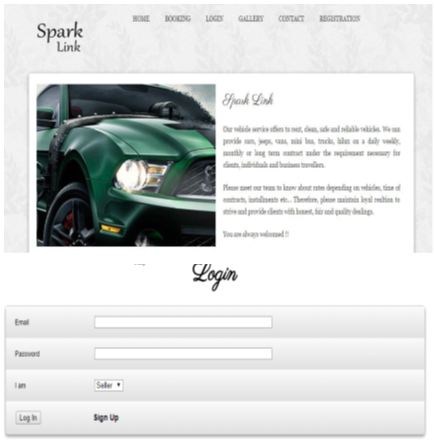 Spark
Link
HOME BOOKING LOGIN GALLERY CONTACT REGISTRATION
Spark Link
Our vehicle service offers to rent, clean, safe and reliable vehicles. We can
provide cars, jeeps, vans, mini bus, trucks, hilux on a daily weekly,
monthly or long term contract under the requirement necessary for
clients, individuals and business travellers.
Please meet our team to know about rates depending on vehicles, time of
contracts, installments etc... Therefore, please maintain loyal realtion to
strive and provide clients with honest, fair and quality dealings.
You are always welcomed !!
Login
Email
Password
I am Seller
Log In Sign Up